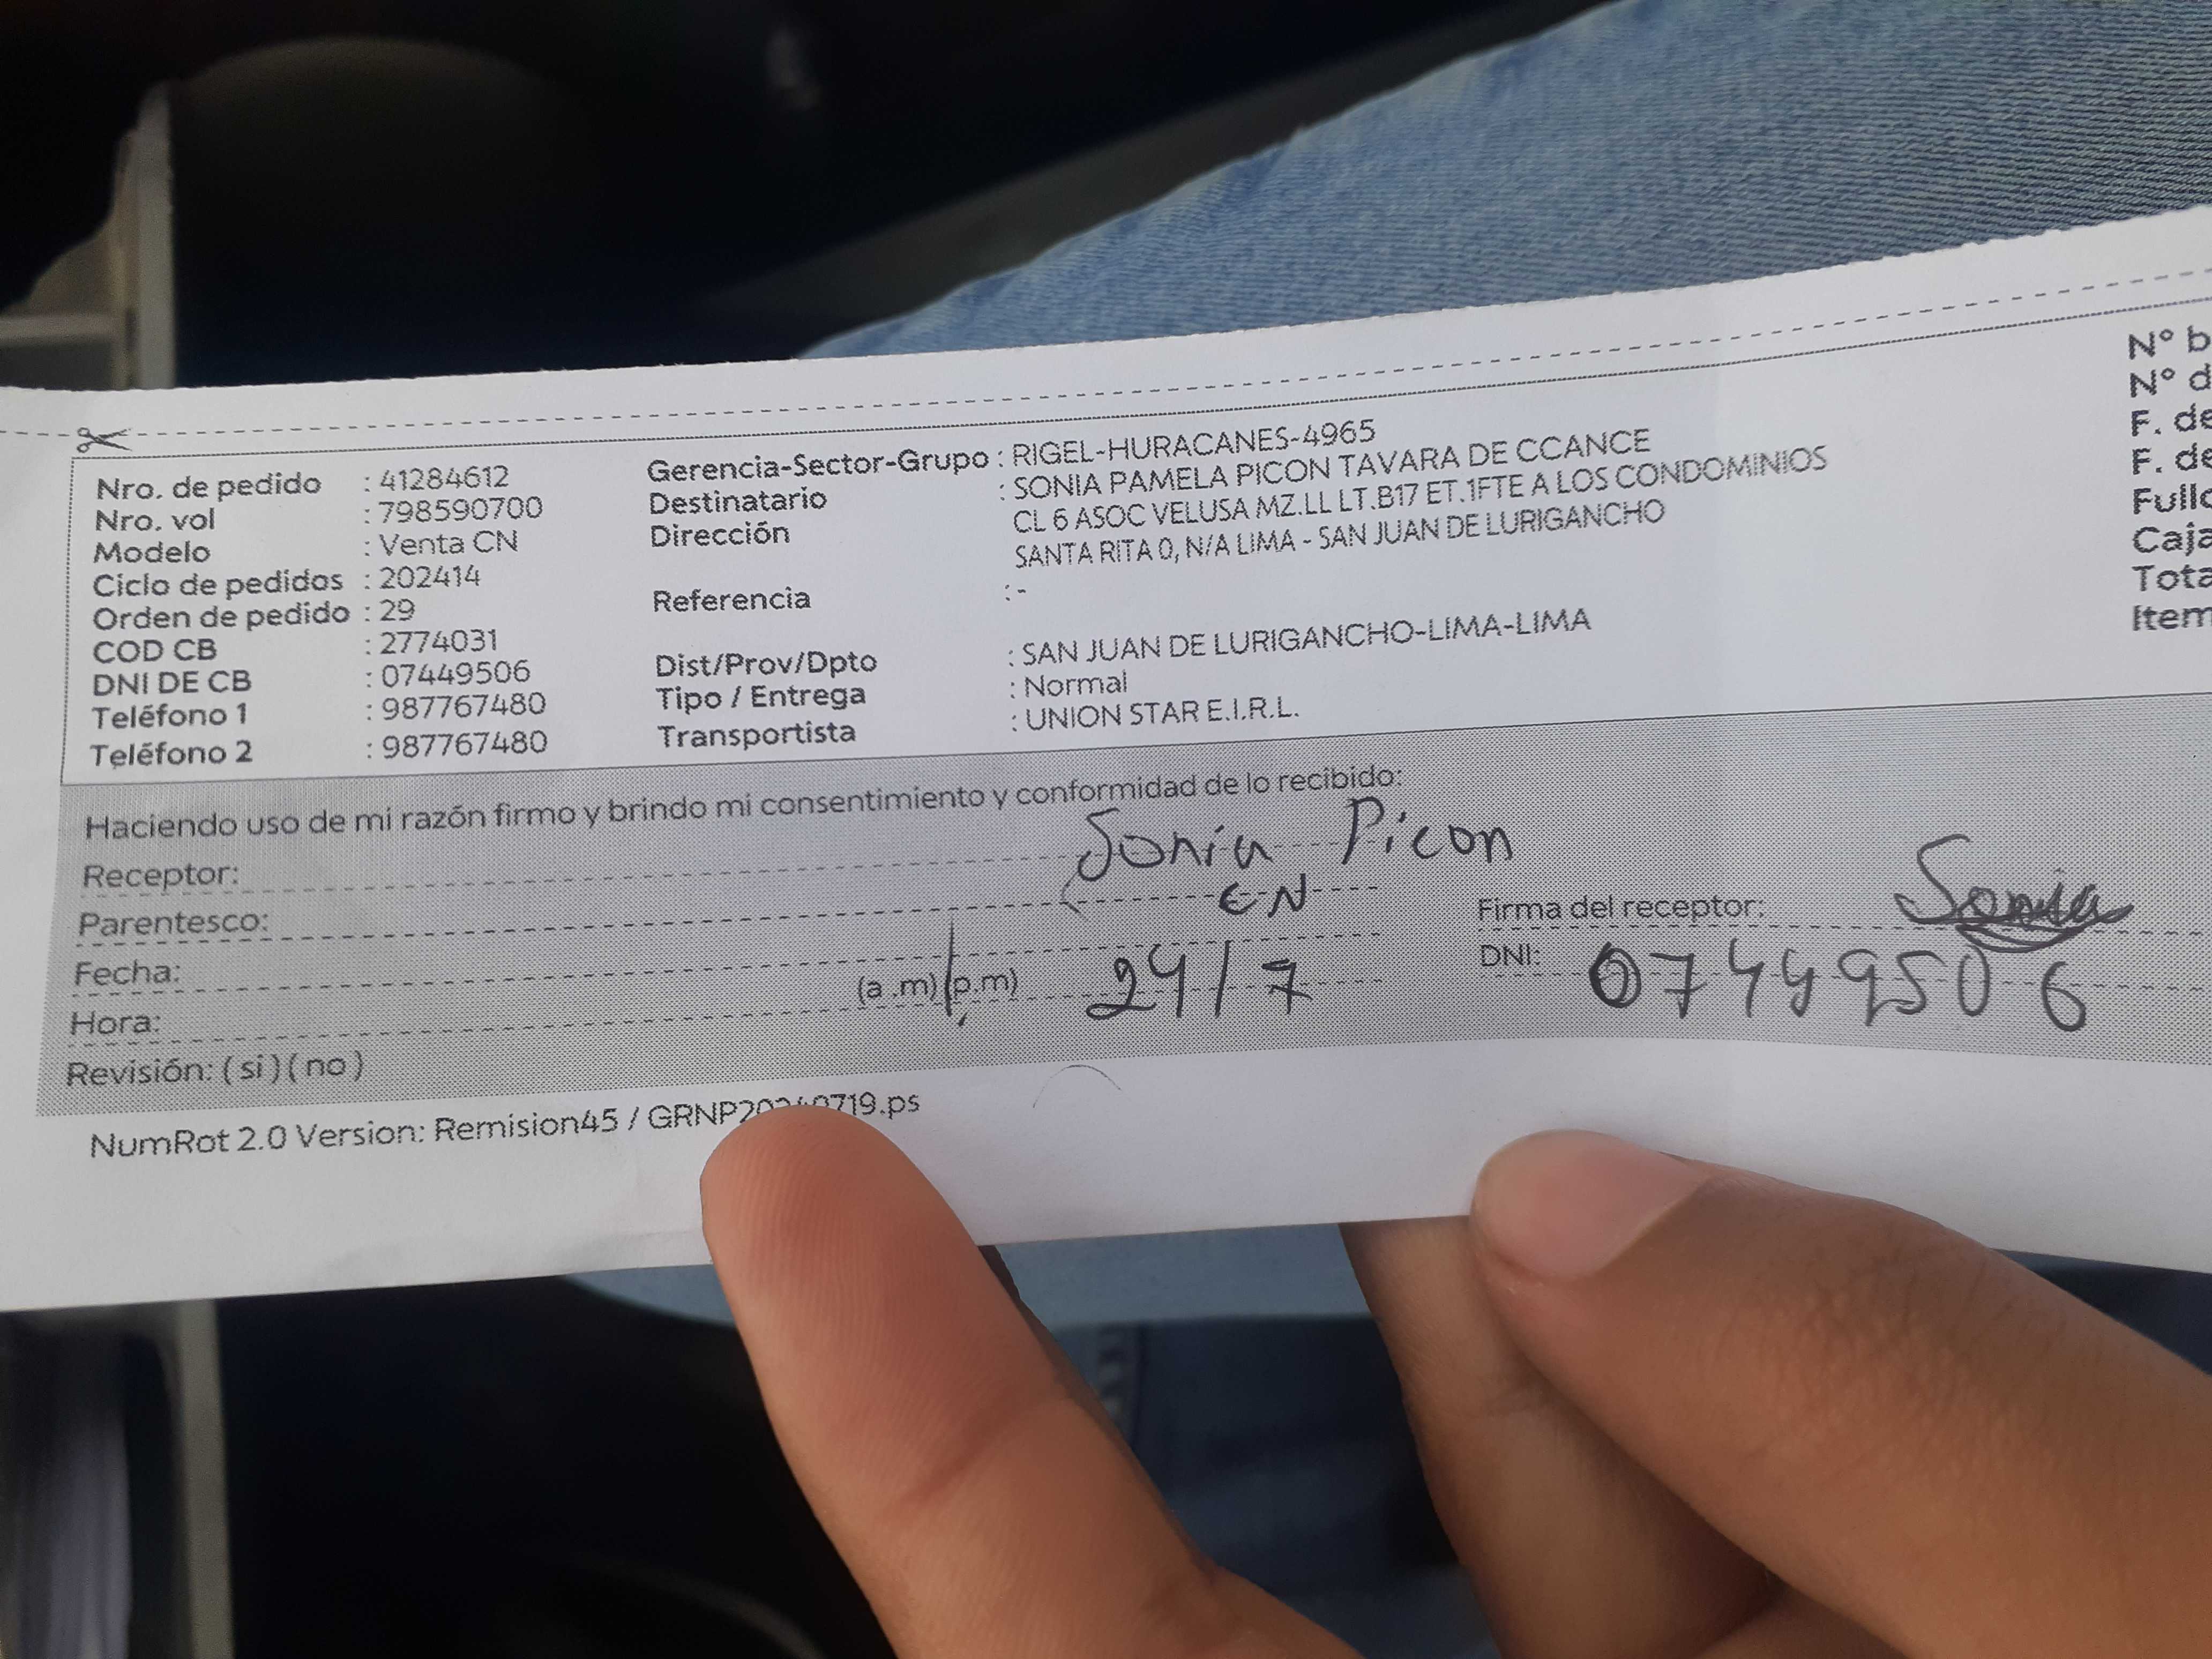 Nro. de pedido : 41284612
Nro. vol : 798590700
Modelo : Venta CN
Ciclo de pedidos : 202414
Orden de pedido : 29
COD CB : 2774031
DNI DE CB : 07449506
Teléfono 1 : 987767480
Teléfono 2 : 987767480
Gerencia-Sector-Grupo : RIGEL-HURACANES-4965
Destinatario : SONIA PAMELA PICON TAVARA DE CCANCE
Dirección CL 6 ASOC VELUSA MZ.LL LT.B17 ET.1FTE A LOS CONDOMINIOS
SANTA RITA 0, N/A LIMA - SAN JUAN DE LURIGANCHO
Referencia : -
Dist/Prov/Dpto : SAN JUAN DE LURIGANCHO-LIMA-LIMA
Tipo / Entrega : Normal
Transportista : UNION STAR E.I.R.L.
N° b
N° d
F. de
F. de
Caja
Tota
Item
Haciendo uso de mi razón firmo y brindo mi consentimiento y conformidad de lo recibido:
Receptor: Sonia Picon
Parentesco: CN
Fecha:
(a .m) (p.m) 24/7
Hora:
Revisión: ( si ) ( no )
Firma del receptor: Sonia
DNI: 07449506
NumRot 2.0 Version: Remision45 /